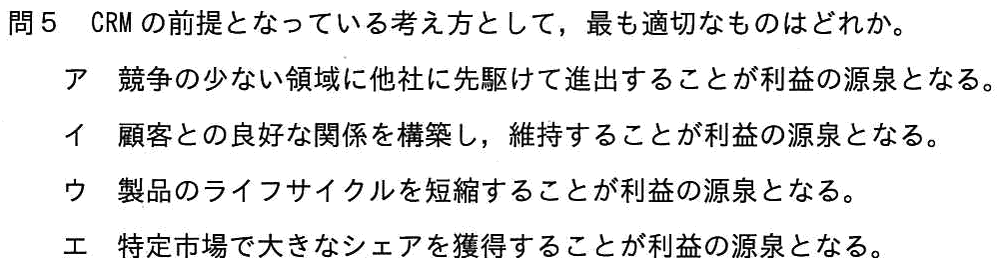 問５　CRMの前提となっている考え方として，最も適切なものはどれか。
ア　競争の少ない領域に他社に先駆けて進出することが利益の源泉となる。
イ　顧客との良好な関係を構築し，維持することが利益の源泉となる。
ウ　製品のライフサイクルを短縮することが利益の源泉となる。
エ　特定市場で大きなシェアを獲得することが利益の源泉となる。